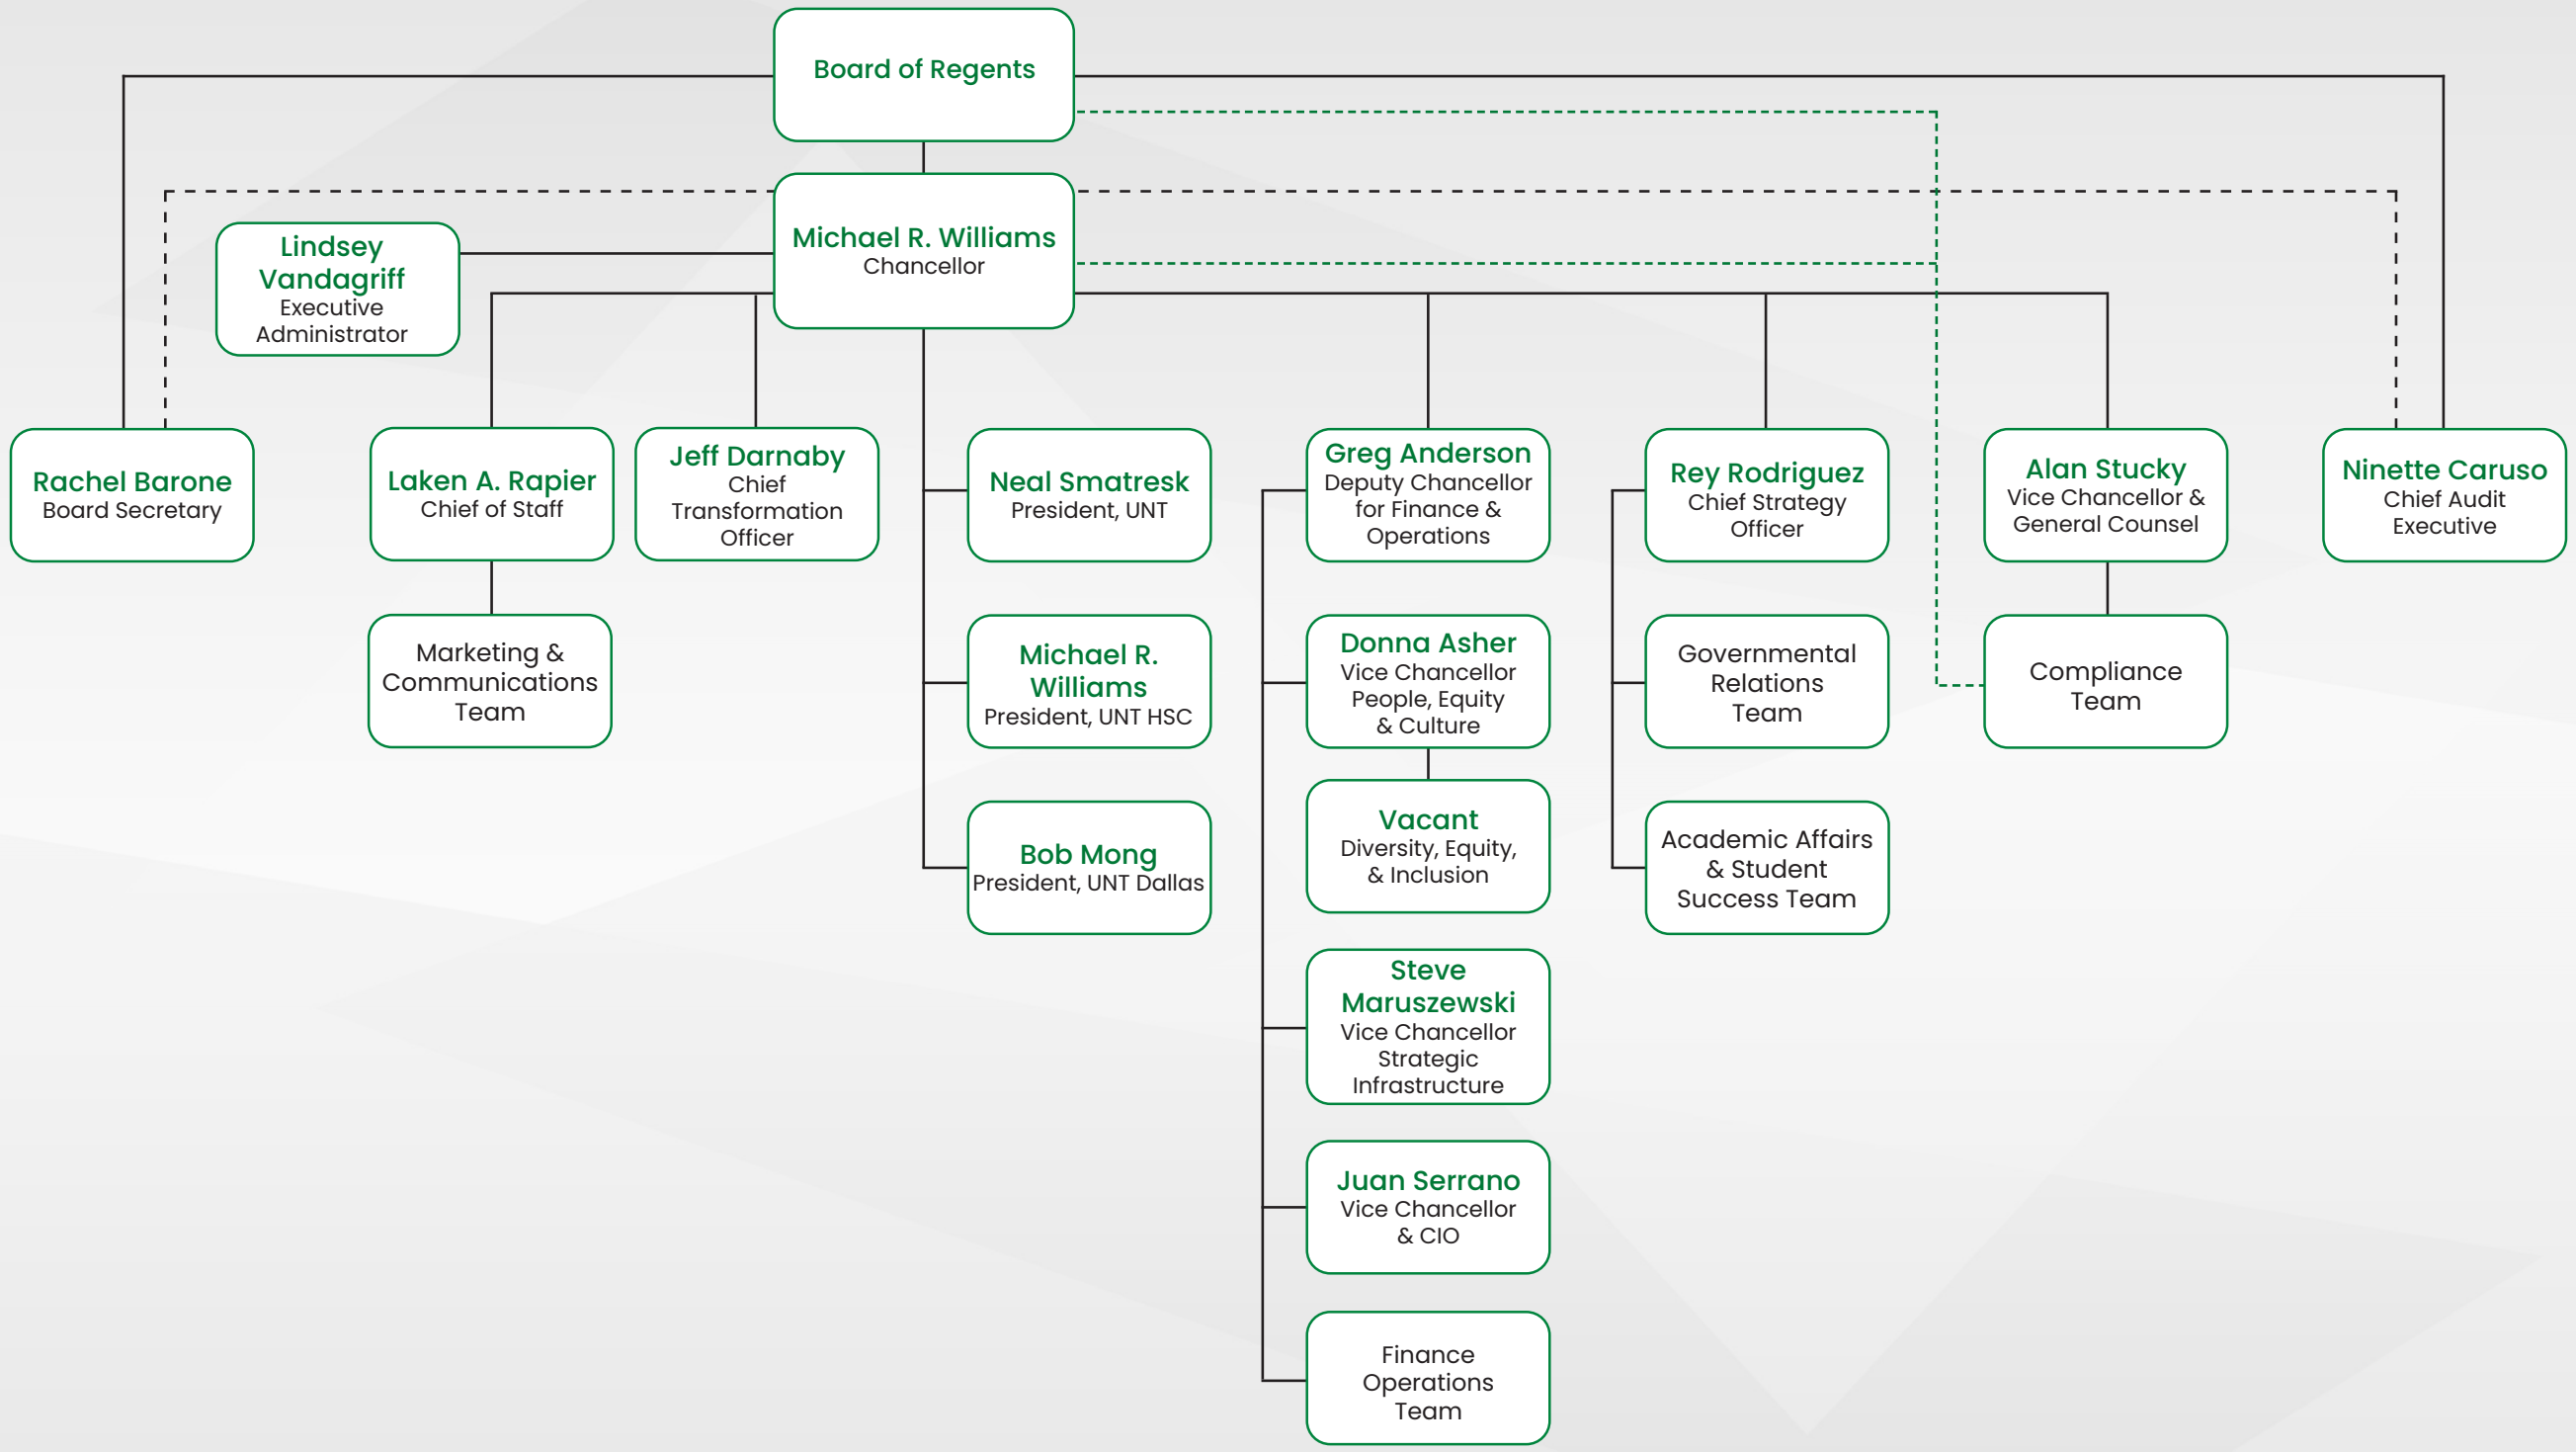 Board of Regents
Michael R. Williams
Chancellor
Lindsey
Vandagriff
Executive
Administrator
Rachel Barone
Board Secretary
Laken A. Rapier
Chief of Staff
Jeff Darnaby
Chief
Transformation
Officer
Neal Smatresk
President, UNT
Greg Anderson
Deputy Chancellor
for Finance &
Operations
Rey Rodriguez
Chief Strategy
Officer
Alan Stucky
Vice Chancellor &
General Counsel
Ninette Caruso
Chief Audit
Executive
Marketing &
Communications
Team
Michael R.
Williams
President, UNT HSC
Donna Asher
Vice Chancellor
People, Equity
& Culture
Governmental
Relations
Team
Compliance
Team
Bob Mong
President, UNT Dallas
Vacant
Diversity, Equity,
& Inclusion
Academic Affairs
& Student
Success Team
Steve
Maruszewski
Vice Chancellor
Strategic
Infrastructure
Juan Serrano
Vice Chancellor
& CIO
Finance
Operations
Team